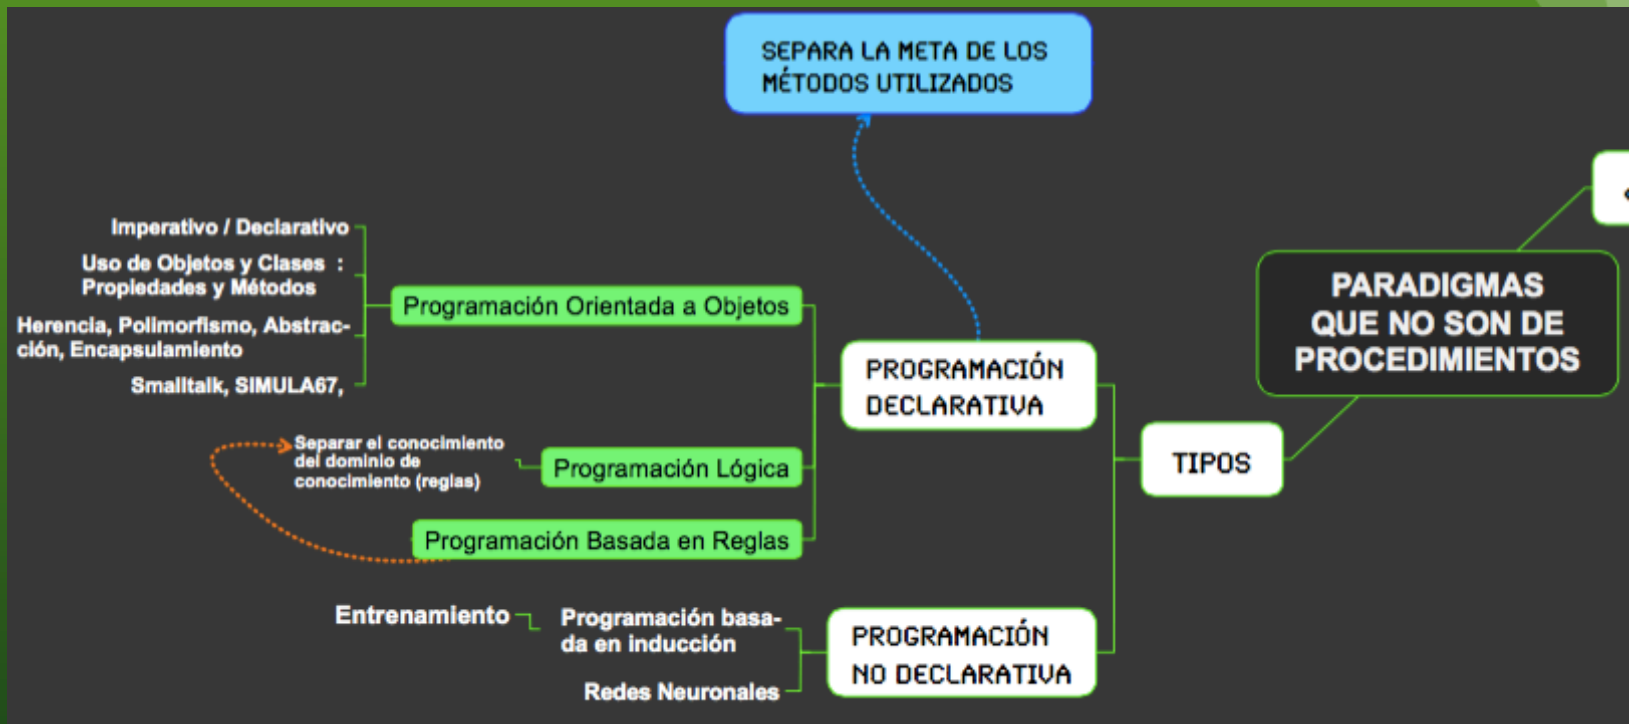 SEPARA LA META DE LOS
MÉTODOS UTILIZADOS
Imperativo / Declarativo
Uso de Objetos y Clases :
Propiedades y Métodos
Herencia, Polimorfismo, Abstrac-
ción, Encapsulamiento
Smalltalk, SIMULA67,
Programación Orientada a Objetos
Separar el conocimiento
del dominio de
conocimiento (reglas)
Programación Lógica
Programación Basada en Reglas
PROGRAMACIÓN
DECLARATIVA
Entrenamiento
Programación basa-
da en inducción
Redes Neuronales
PROGRAMACIÓN
NO DECLARATIVA
TIPOS
PARADIGMAS
QUE NO SON DE
PROCEDIMIENTOS